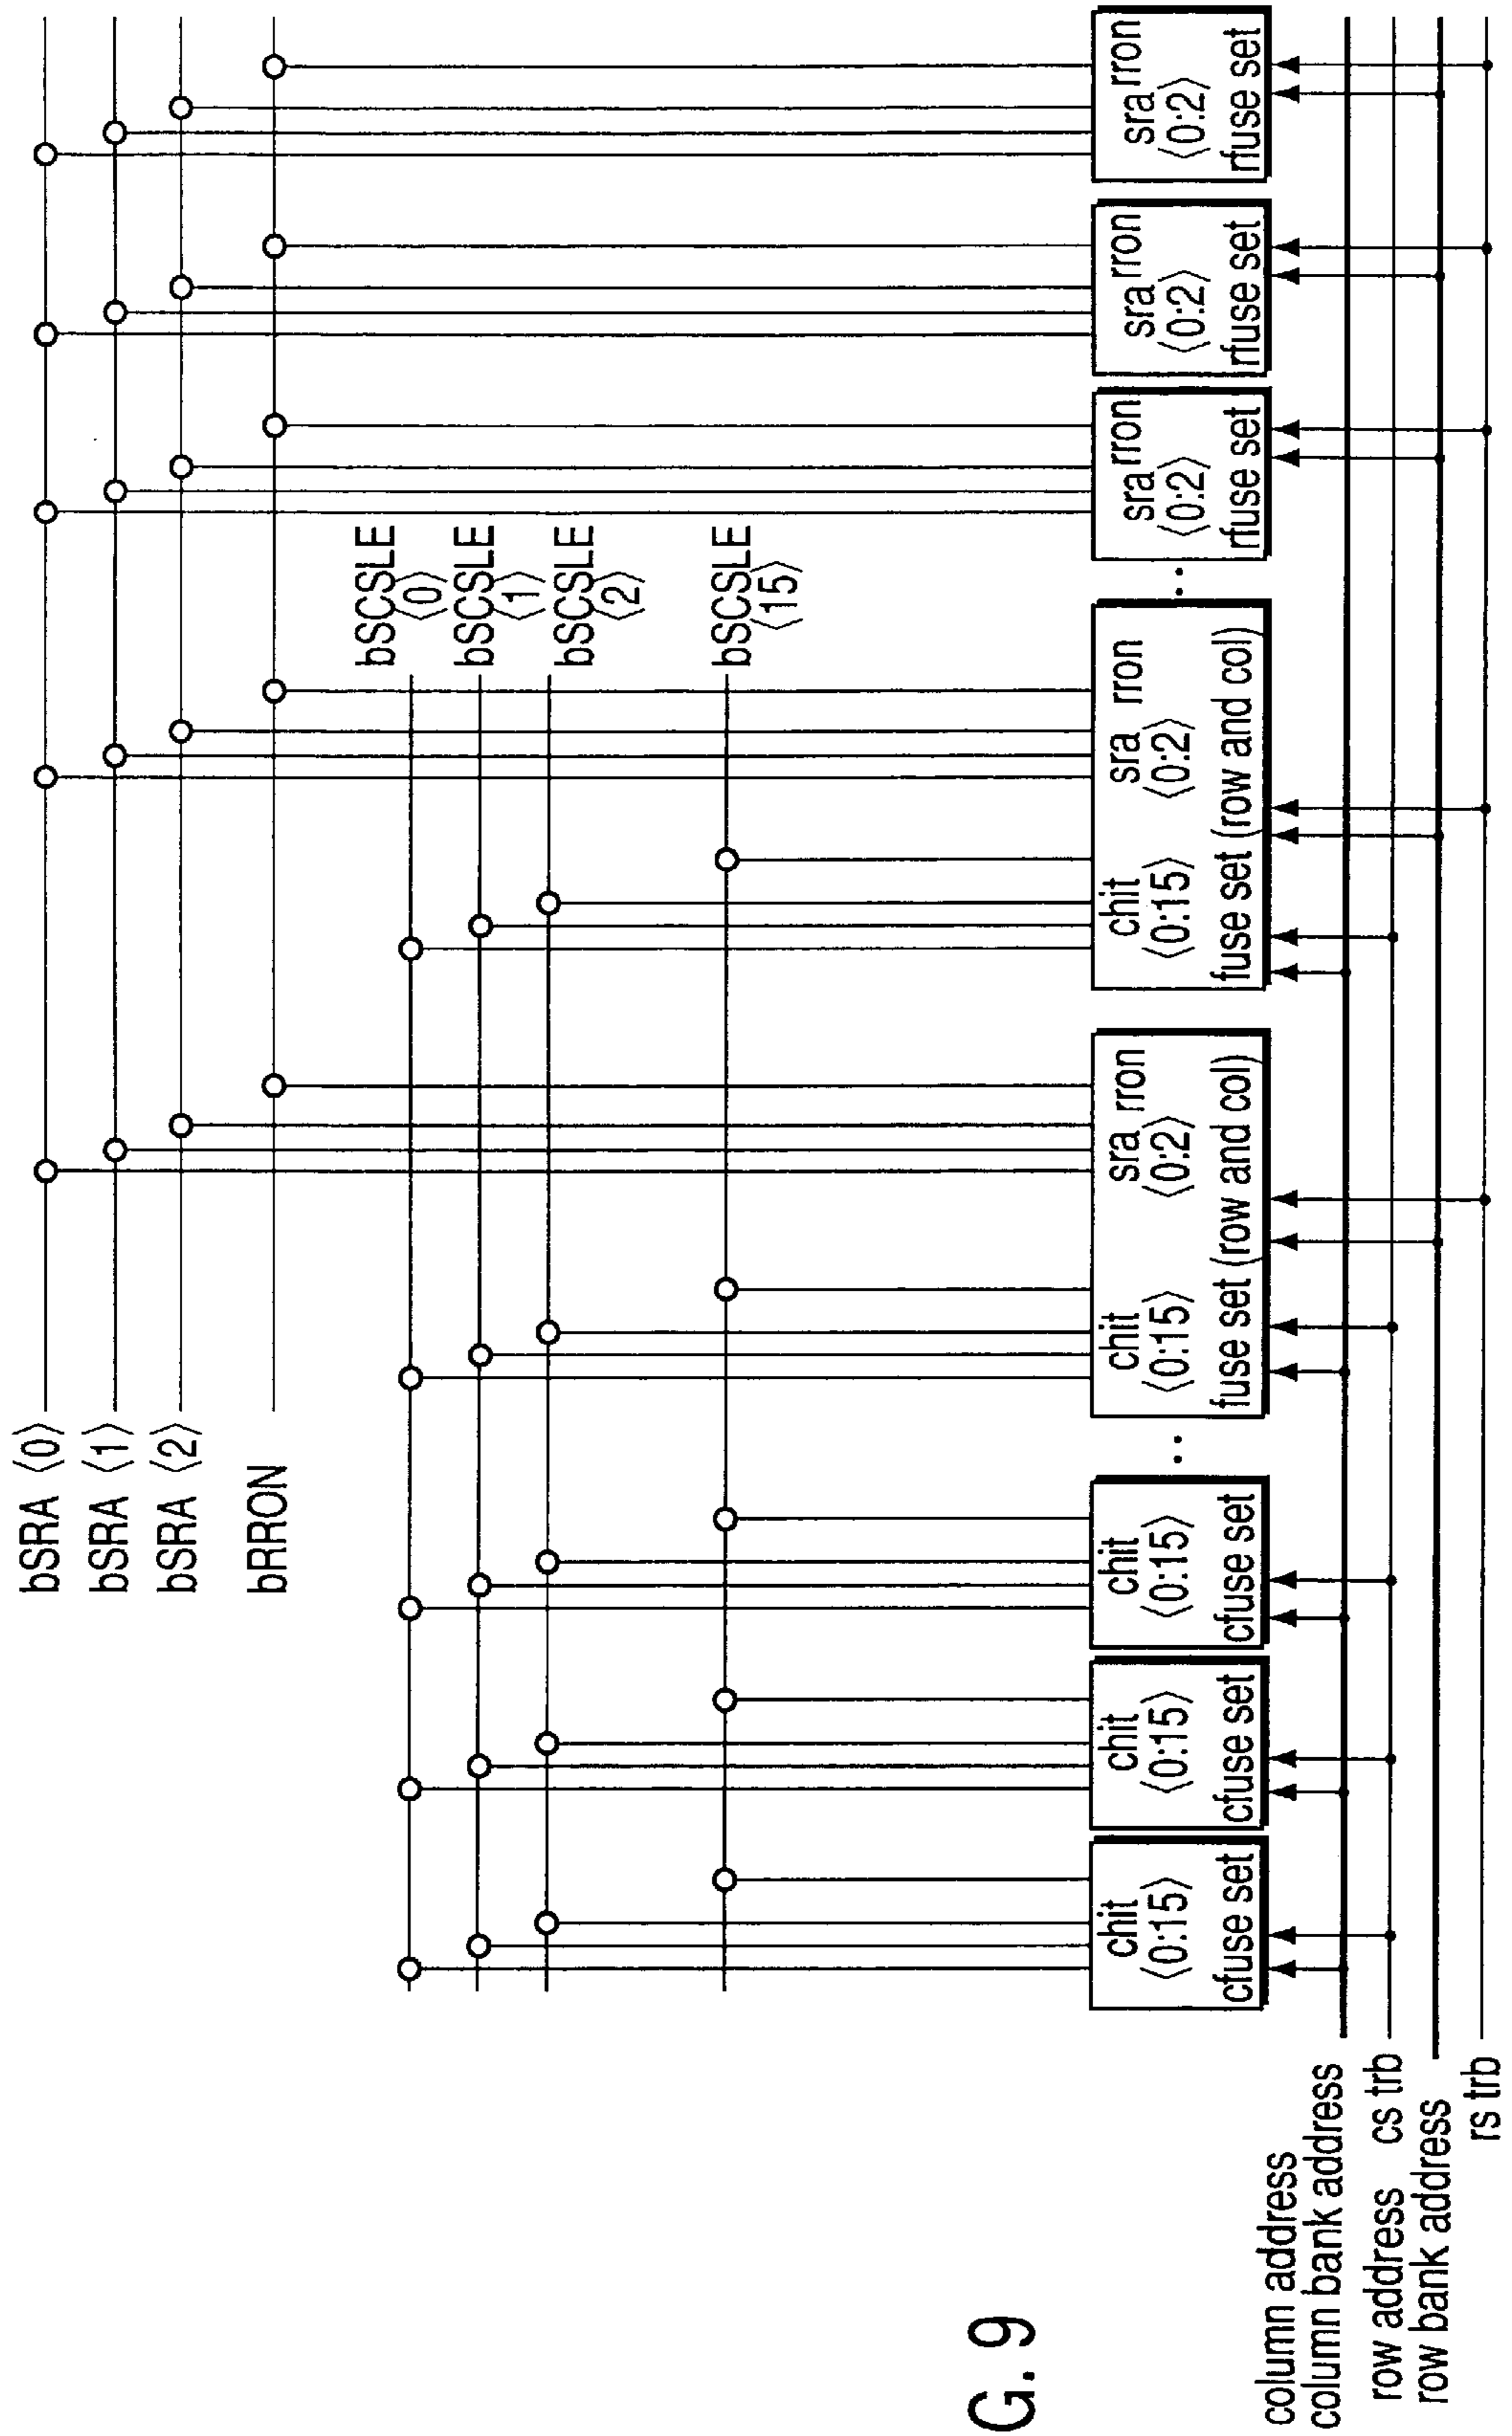 bSRA ⟨0⟩
bSRA ⟨1⟩
bSRA ⟨2⟩
bRRON
bSCSLE
⟨0⟩
bSCSLE
⟨1⟩
bSCSLE
⟨2⟩
bSCSLE
⟨15⟩
G. 9
chit
⟨0:15⟩
cfuse set
chit
⟨0:15⟩
cfuse set
chit
⟨0:15⟩
cfuse set
..
chit sra rron
⟨0:15⟩ ⟨0:2⟩
fuse set (row and col)
chit sra rron
⟨0:15⟩ ⟨0:2⟩
fuse set (row and col)
..
sra rron
⟨0:2⟩
rfuse set
sra rron
⟨0:2⟩
rfuse set
sra rron
⟨0:2⟩
rfuse set
column address
column bank address
row address cs trb
row bank address
rs trb